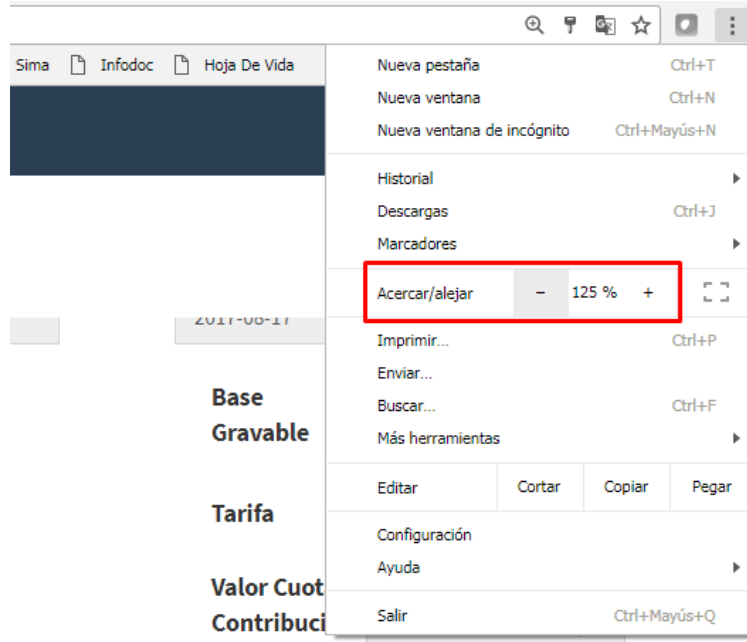 Sima Infodoc Hoja De Vida
Nueva pestaña Ctrl+T
Nueva ventana Ctrl+N
Nueva ventana de incógnito Ctrl+Mayús+N
Historial
Descargas Ctrl+J
Marcadores
Acercar/alejar − 125 % +
Imprimir... Ctrl+P
Enviar...
Buscar... Ctrl+F
Más herramientas
Editar Cortar Copiar Pegar
Configuración
Ayuda
Salir Ctrl+Mayús+Q
2017-08-17
Base
Gravable
Tarifa
Valor Cuot
Contribuci